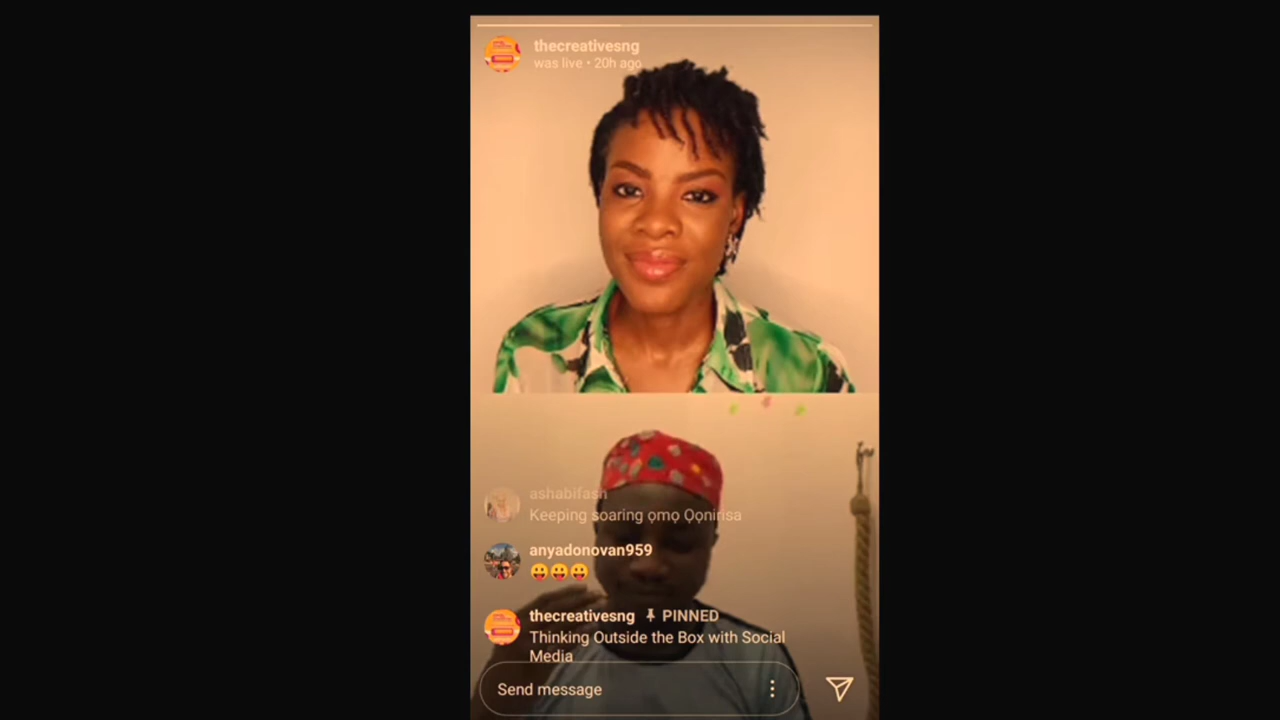 thecreativesng
was live • 20h ago
ashabifash
Keeping soaring ọmọ Ọọnirisa
anyadonovan959
😛😛😛
thecreativesng PINNED
Thinking Outside the Box with Social
Media
Send message